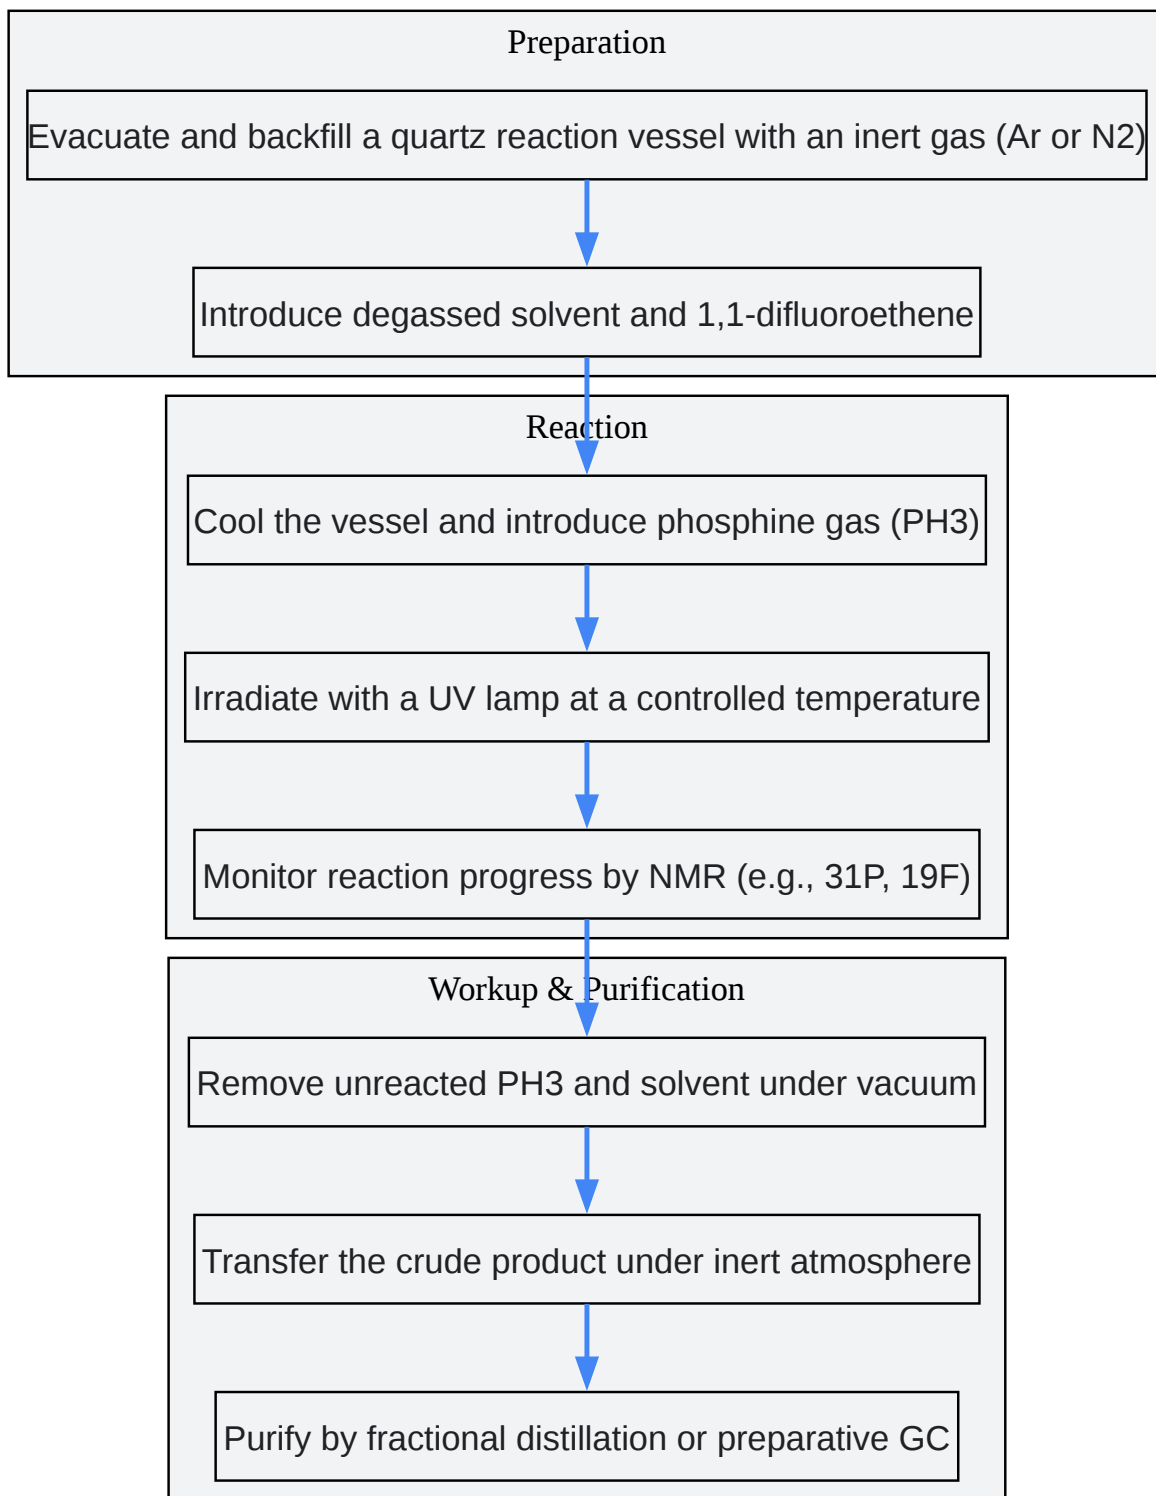 Preparation
Evacuate and backfill a quartz reaction vessel with an inert gas (Ar or N2)
Introduce degassed solvent and 1,1-difluoroethene
Reaction
Cool the vessel and introduce phosphine gas (PH3)
Irradiate with a UV lamp at a controlled temperature
Monitor reaction progress by NMR (e.g., 31P, 19F)
Workup & Purification
Remove unreacted PH3 and solvent under vacuum
Transfer the crude product under inert atmosphere
Purify by fractional distillation or preparative GC